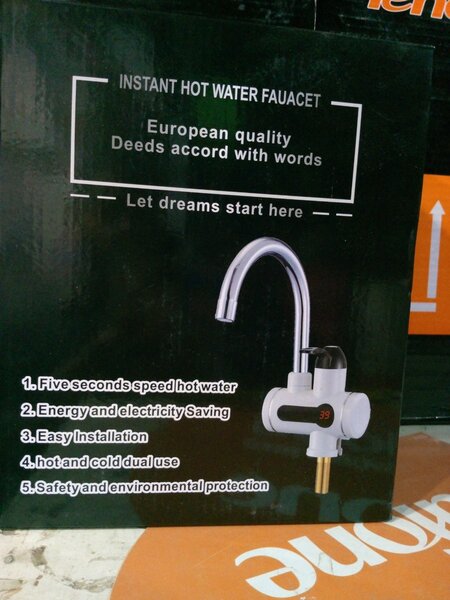 INSTANT HOT WATER FAUACET
European quality
Deeds accord with words
Let dreams start here
1. Five seconds speed hot water
2. Energy and electricity Saving
3. Easy Installation
4. hot and cold dual use
5. Safety and environmental protection
39